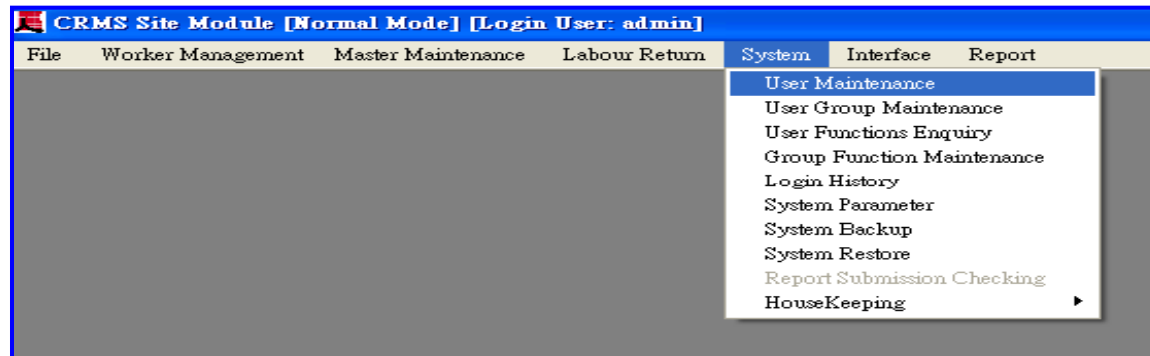 CRMS Site Module [Normal Mode] [Login User: admin]
File Worker Management Master Maintenance Labour Return System Interface Report
User Maintenance
User Group Maintenance
User Functions Enquiry
Group Function Maintenance
Login History
System Parameter
System Backup
System Restore
Report Submission Checking
HouseKeeping